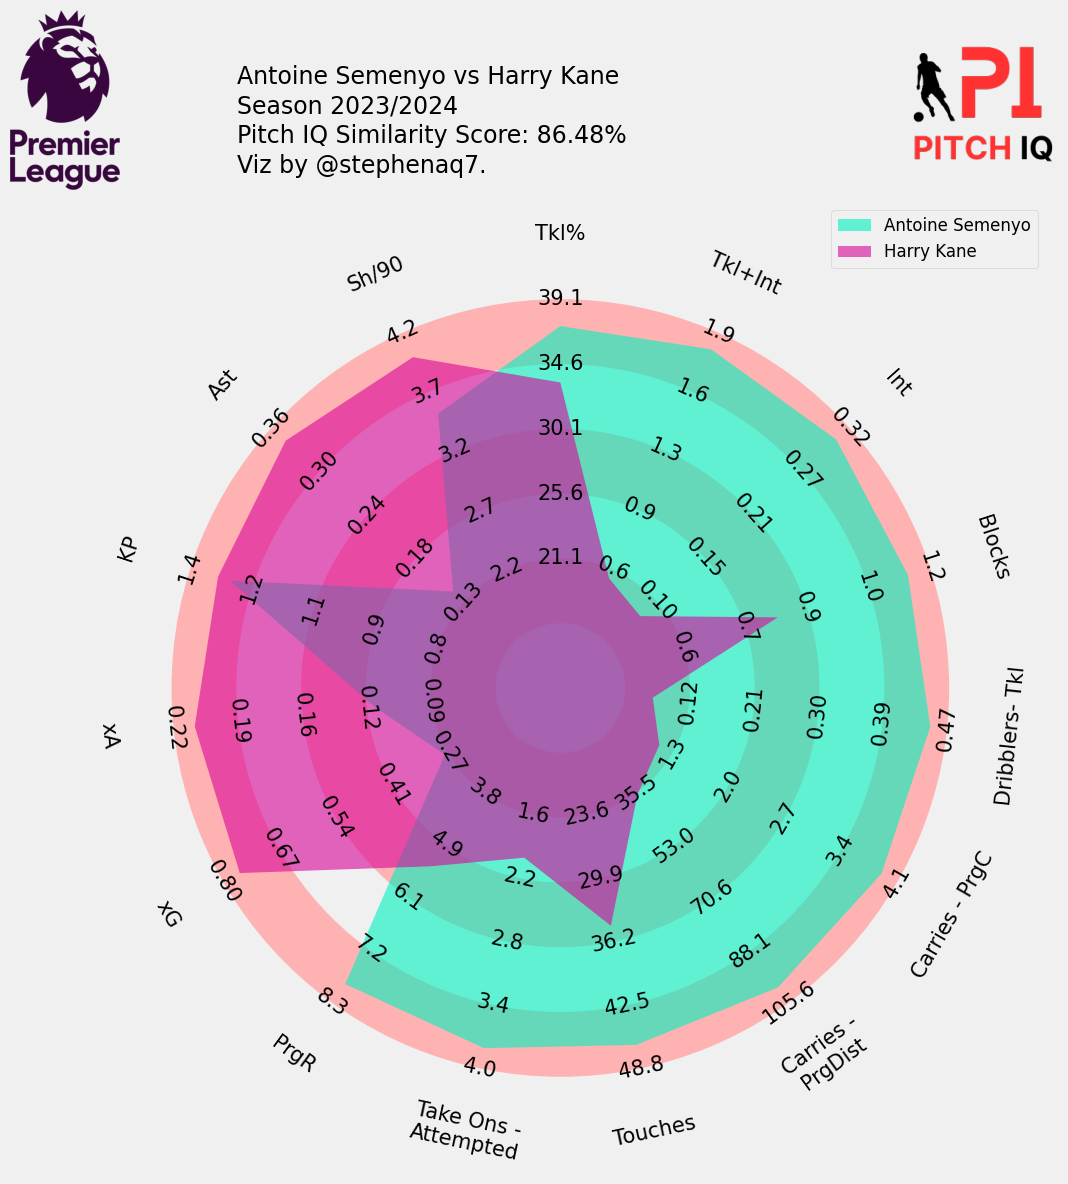 Premier
League
Antoine Semenyo vs Harry Kane
Season 2023/2024
Pitch IQ Similarity Score: 86.48%
Viz by @stephenaq7.
PI
PITCH IQ
Antoine Semenyo
Harry Kane
Tkl%
39.1
34.6
30.1
25.6
21.1
Tkl+Int
1.9
1.6
1.3
0.9
0.6
Int
0.32
0.27
0.21
0.15
0.10
Blocks
1.2
1.0
0.9
0.7
0.6
Dribblers- Tkl
0.47
0.39
0.30
0.21
0.12
Carries - PrgC
4.1
3.4
2.7
2.0
1.3
Carries -
PrgDist
105.6
88.1
70.6
53.0
35.5
Touches
48.8
42.5
36.2
29.9
23.6
Take Ons -
Attempted
4.0
3.4
2.8
2.2
1.6
PrgR
8.3
7.2
6.1
4.9
3.8
xG
0.80
0.67
0.54
0.41
0.27
xA
0.22
0.19
0.16
0.12
0.09
KP
1.4
1.2
1.1
0.9
0.8
Ast
0.36
0.30
0.24
0.18
0.13
Sh/90
4.2
3.7
3.2
2.7
2.2